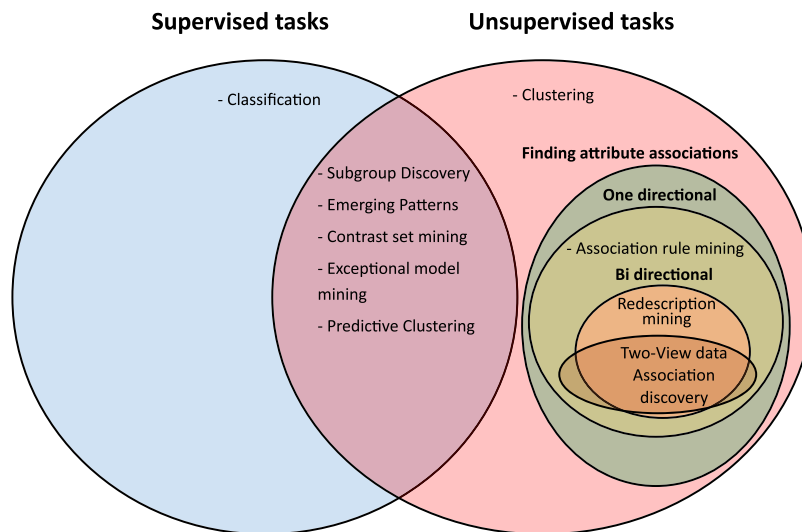 Supervised tasks
Unsupervised tasks
- Classification
- Clustering
- Subgroup Discovery
- Emerging Patterns
- Contrast set mining
- Exceptional model
mining
- Predictive Clustering
Finding attribute associations
One directional
- Association rule mining
Bi directional
Redescription
mining
Two-View data
Association
discovery